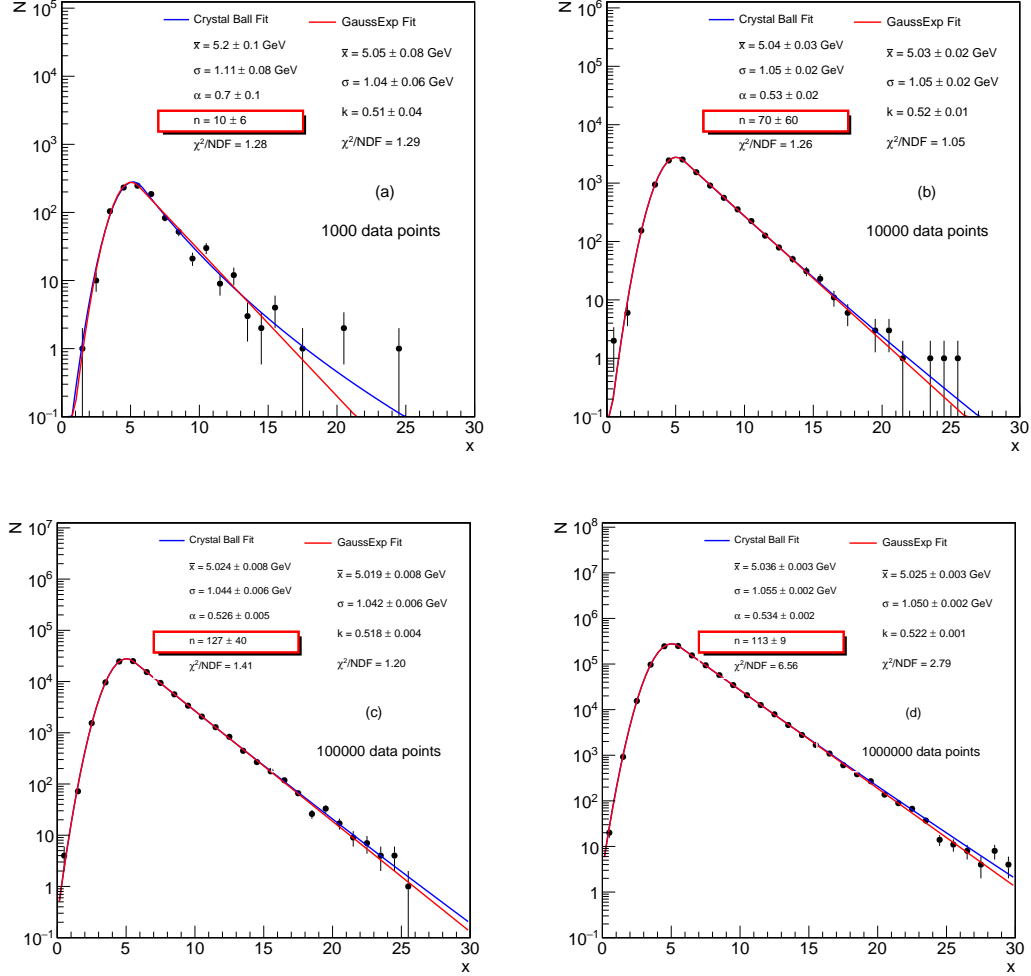 N
Crystal Ball Fit
x̅ = 5.2 ± 0.1 GeV
σ = 1.11 ± 0.08 GeV
α = 0.7 ± 0.1
n = 10 ± 6
χ²/NDF = 1.28
GaussExp Fit
x̅ = 5.05 ± 0.08 GeV
σ = 1.04 ± 0.06 GeV
k = 0.51 ± 0.04
χ²/NDF = 1.29
(a)
1000 data points
10⁵
10⁴
10³
10²
10
1
10⁻¹
0 5 10 15 20 25 30
x
N
Crystal Ball Fit
x̅ = 5.04 ± 0.03 GeV
σ = 1.05 ± 0.02 GeV
α = 0.53 ± 0.02
n = 70 ± 60
χ²/NDF = 1.26
GaussExp Fit
x̅ = 5.03 ± 0.02 GeV
σ = 1.05 ± 0.02 GeV
k = 0.52 ± 0.01
χ²/NDF = 1.05
(b)
10000 data points
10⁶
10⁵
10⁴
10³
10²
10
1
10⁻¹
0 5 10 15 20 25 30
x
N
Crystal Ball Fit
x̅ = 5.024 ± 0.008 GeV
σ = 1.044 ± 0.006 GeV
α = 0.526 ± 0.005
n = 127 ± 40
χ²/NDF = 1.41
GaussExp Fit
x̅ = 5.019 ± 0.008 GeV
σ = 1.042 ± 0.006 GeV
k = 0.518 ± 0.004
χ²/NDF = 1.20
(c)
100000 data points
10⁷
10⁶
10⁵
10⁴
10³
10²
10
1
10⁻¹
0 5 10 15 20 25 30
x
N
Crystal Ball Fit
x̅ = 5.036 ± 0.003 GeV
σ = 1.055 ± 0.002 GeV
α = 0.534 ± 0.002
n = 113 ± 9
χ²/NDF = 6.56
GaussExp Fit
x̅ = 5.025 ± 0.003 GeV
σ = 1.050 ± 0.002 GeV
k = 0.522 ± 0.001
χ²/NDF = 2.79
(d)
1000000 data points
10⁸
10⁷
10⁶
10⁵
10⁴
10³
10²
10
1
10⁻¹
0 5 10 15 20 25 30
x